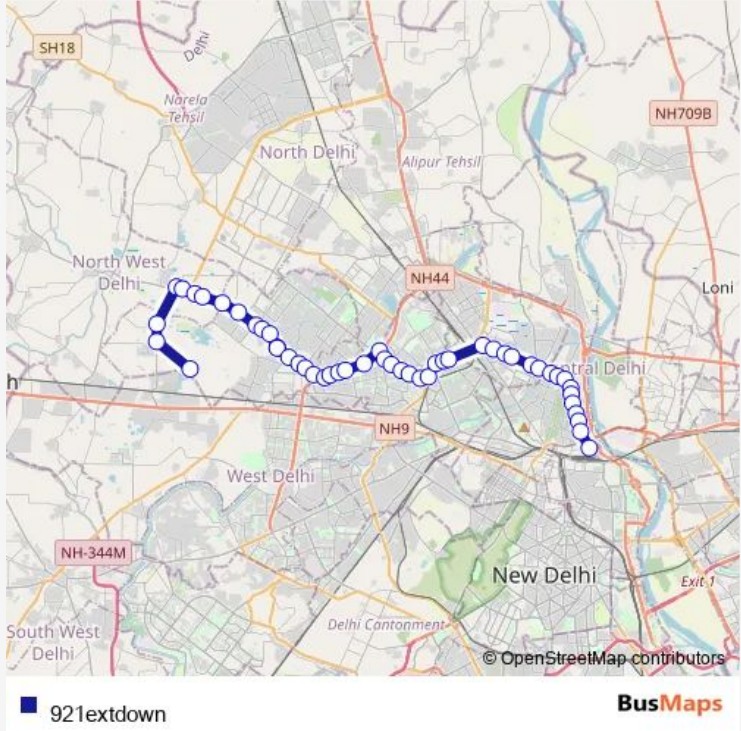 SH18
Delhi
Narela
Tehsil
NH709B
North Delhi
Alipur Tehsil
North West
Delhi
NH44
Loni
ntral Delhi
h
NH9
West Delhi
NH-344M
New Delhi
Exit 1
South West
Delhi
Delhi Cantonment
© OpenStreetMap contributors
921extdown
BusMaps